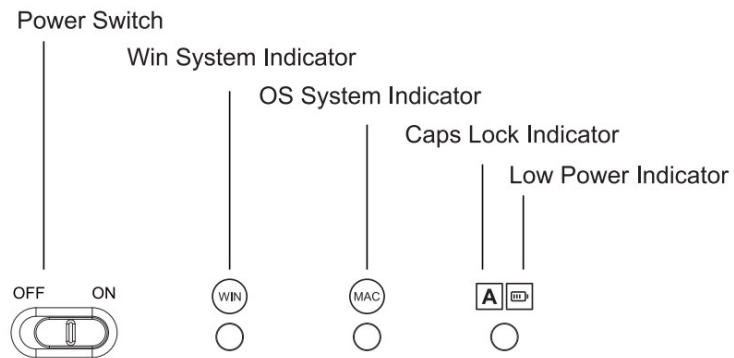 Power Switch
Win System Indicator
OS System Indicator
Caps Lock Indicator
Low Power Indicator
OFF ON
WIN
MAC
A